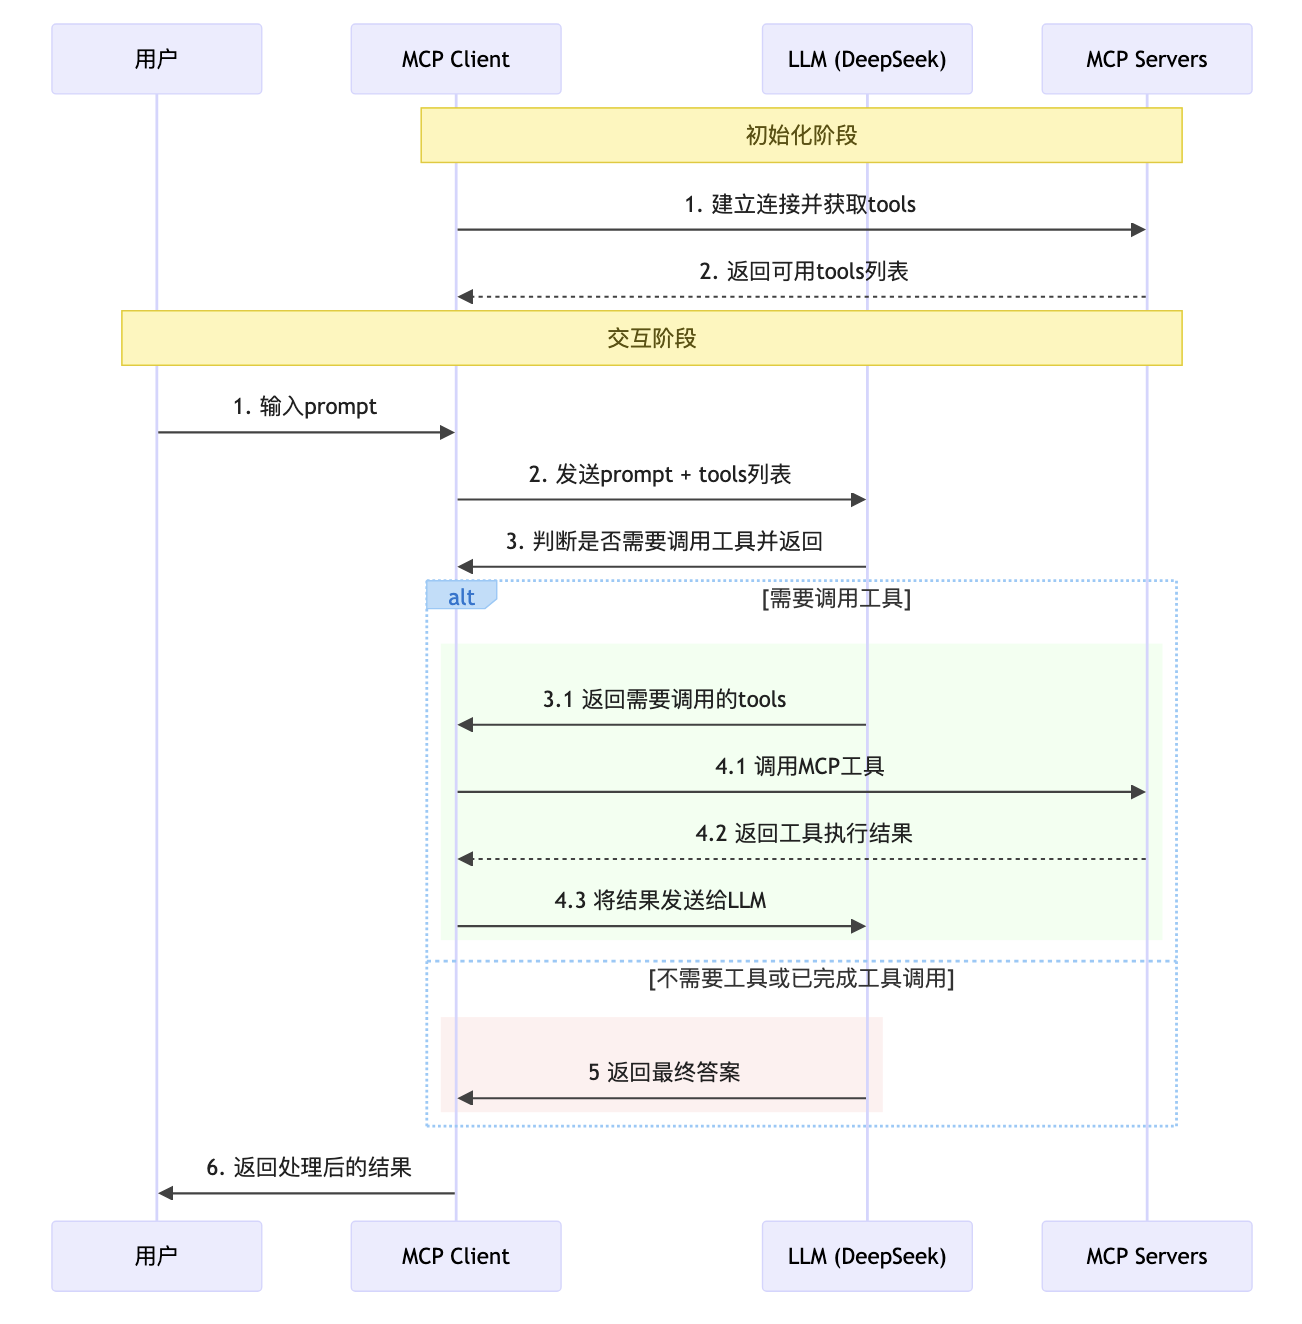 用户
MCP Client
LLM (DeepSeek)
MCP Servers
初始化阶段
1. 建立连接并获取tools
2. 返回可用tools列表
交互阶段
1. 输入prompt
2. 发送prompt + tools列表
3. 判断是否需要调用工具并返回
alt
[需要调用工具]
3.1 返回需要调用的tools
4.1 调用MCP工具
4.2 返回工具执行结果
4.3 将结果发送给LLM
[不需要工具或已完成工具调用]
5 返回最终答案
6. 返回处理后的结果
用户
MCP Client
LLM (DeepSeek)
MCP Servers